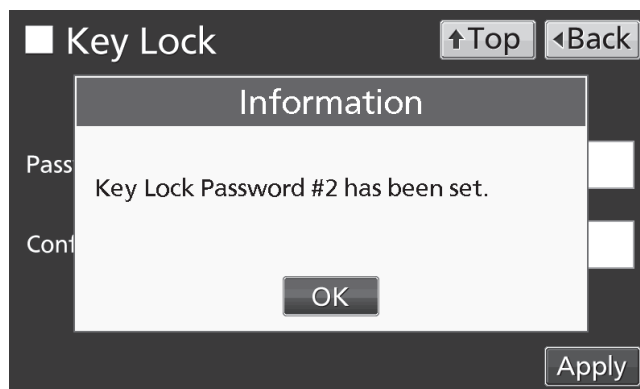 Key Lock
↑Top
◂Back
Information
Pass
Key Lock Password #2 has been set.
Conf
OK
Apply